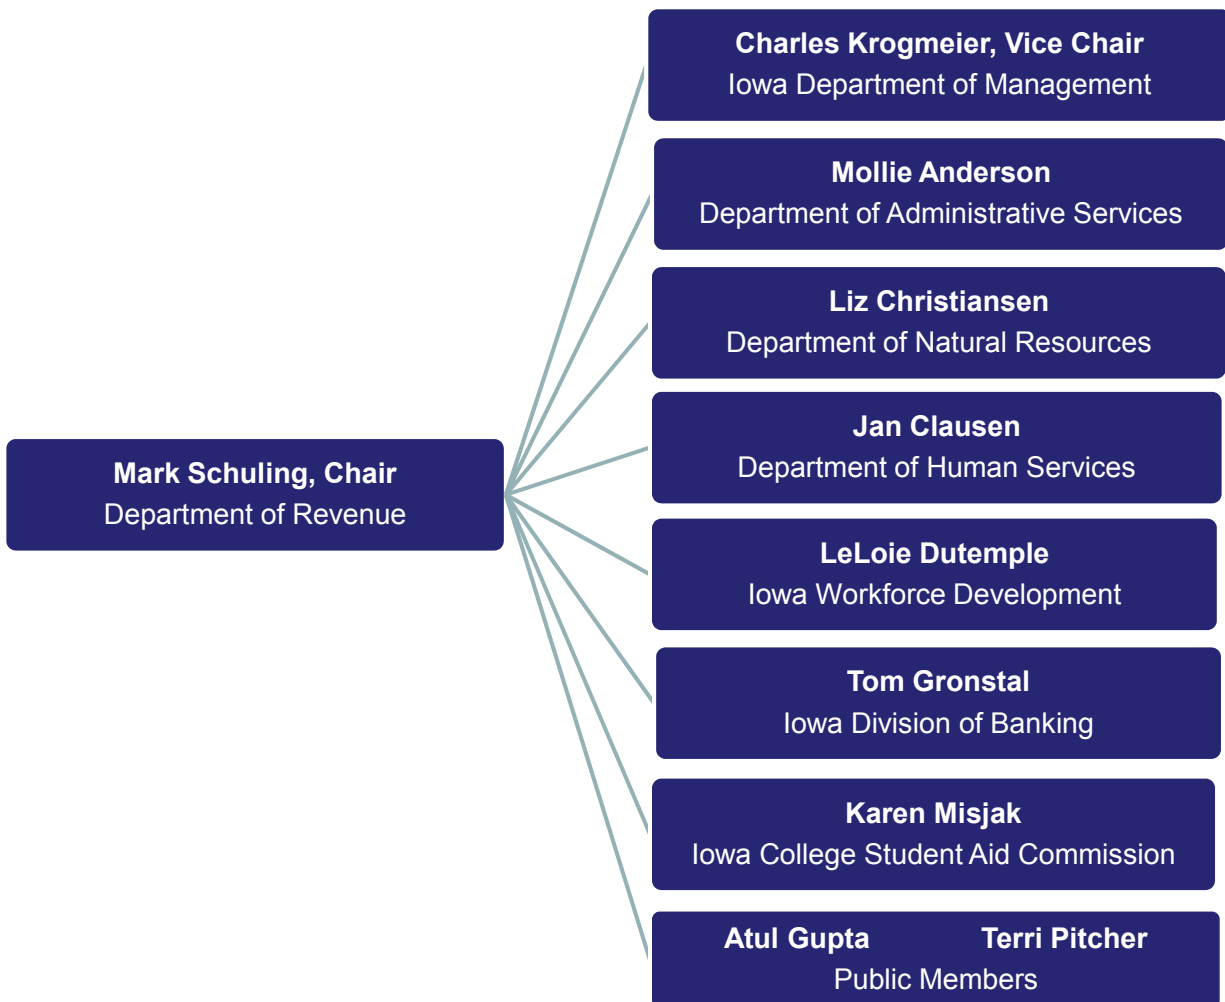 Charles Krogmeier, Vice Chair
Iowa Department of Management
Mollie Anderson
Department of Administrative Services
Liz Christiansen
Department of Natural Resources
Jan Clausen
Department of Human Services
Mark Schuling, Chair
Department of Revenue
LeLoie Dutemple
Iowa Workforce Development
Tom Gronstal
Iowa Division of Banking
Karen Misjak
Iowa College Student Aid Commission
Atul Gupta Terri Pitcher
Public Members